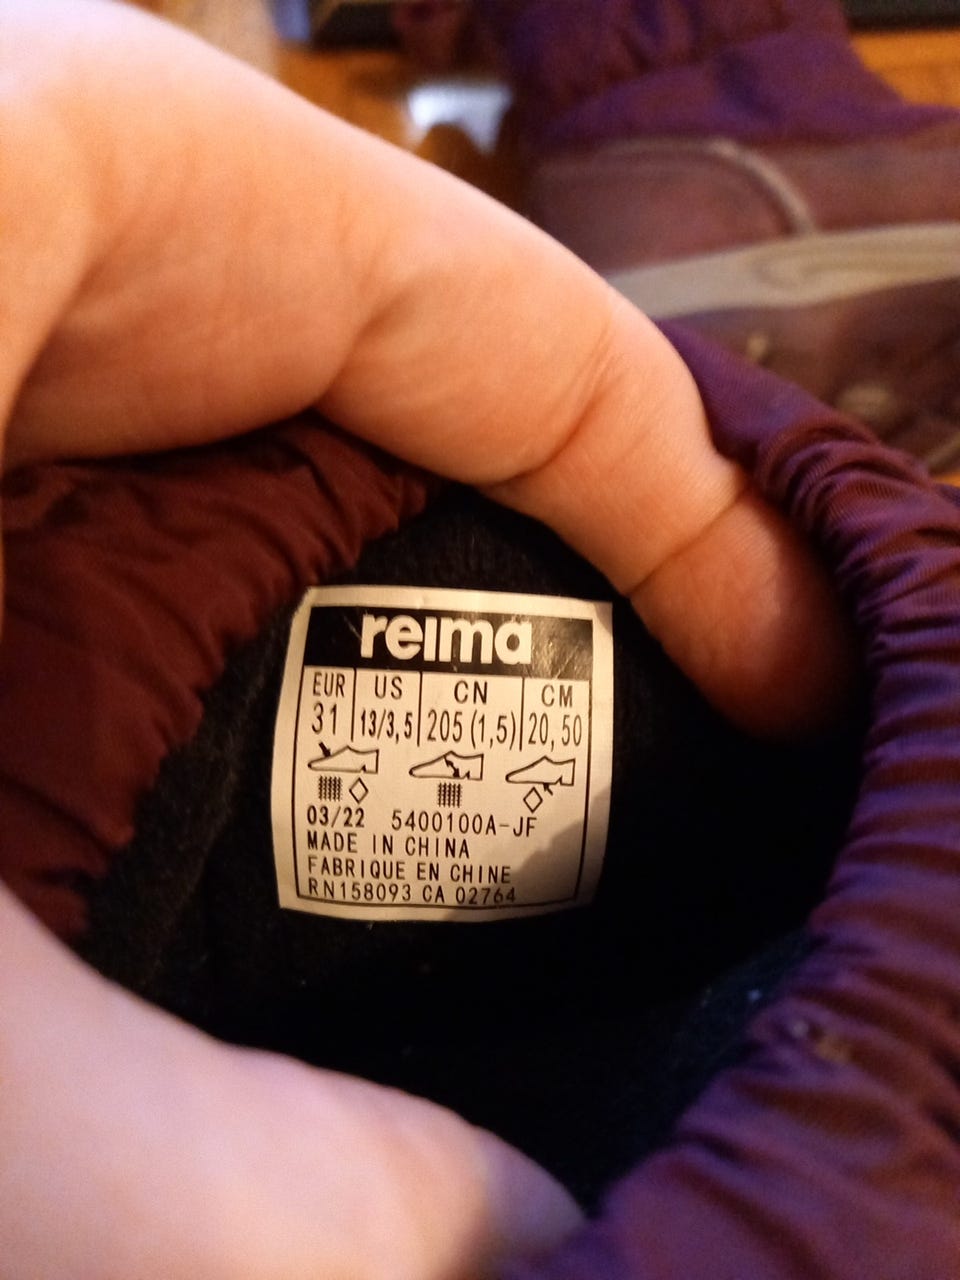 reima
EUR US CN CM
31 13/3,5 205 (1,5) 20,50
03/22 5400100A-JF
MADE IN CHINA
FABRIQUE EN CHINE
RN158093 CA 02764